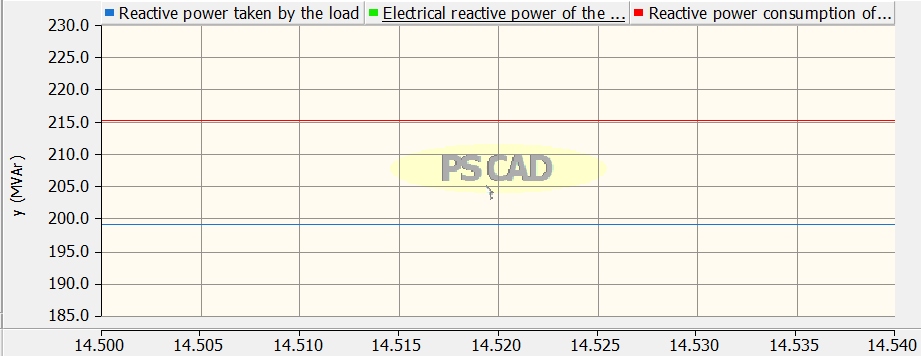 Reactive power taken by the load Electrical reactive power of the ... Reactive power consumption of...
230.0
225.0
220.0
215.0
210.0
205.0
200.0
195.0
190.0
185.0
y (MVAr)
PSCAD
14.500 14.505 14.510 14.515 14.520 14.525 14.530 14.535 14.540